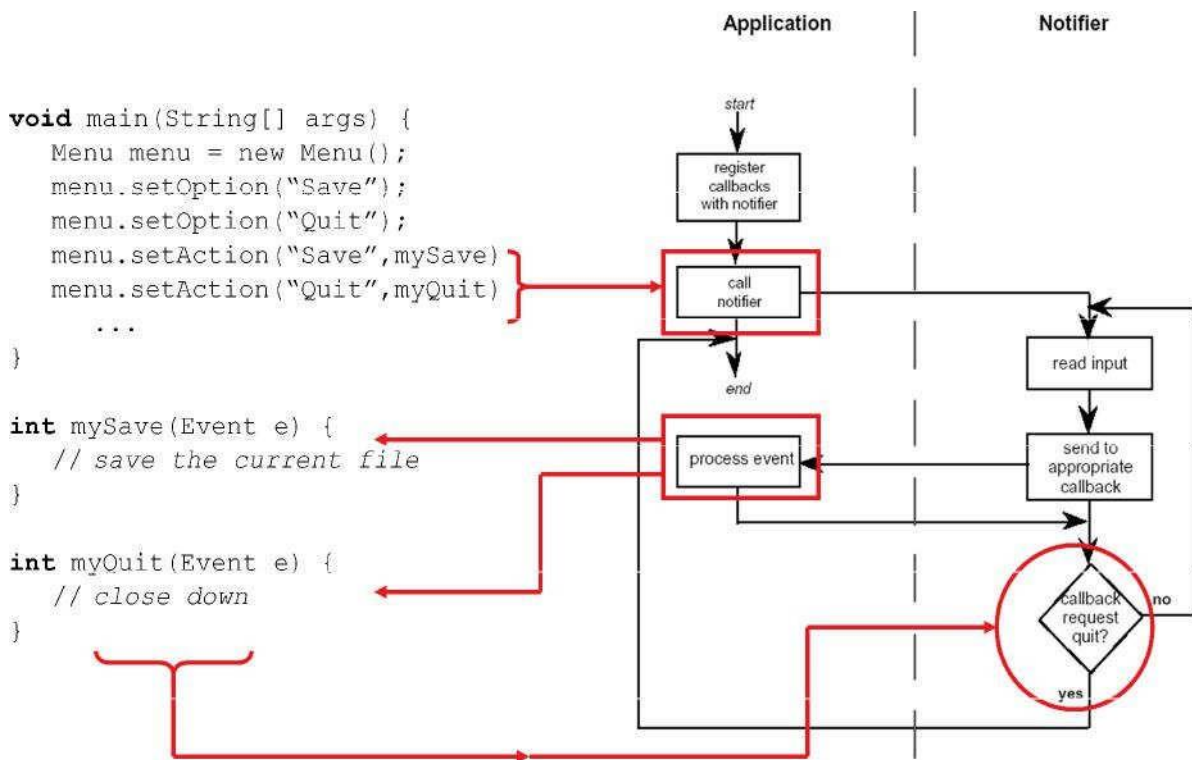 void main(String[] args) {
Menu menu = new Menu();
menu.setOption(“Save”);
menu.setOption(“Quit”);
menu.setAction(“Save”,mySave)
menu.setAction(“Quit”,myQuit)
...
}
int mySave(Event e) {
// save the current file
}
int myQuit(Event e) {
// close down
}
Application
Notifier
start
register
callbacks
with notifier
call
notifier
end
read input
process event
send to
appropriate
callback
callback
request
quit?
no
yes